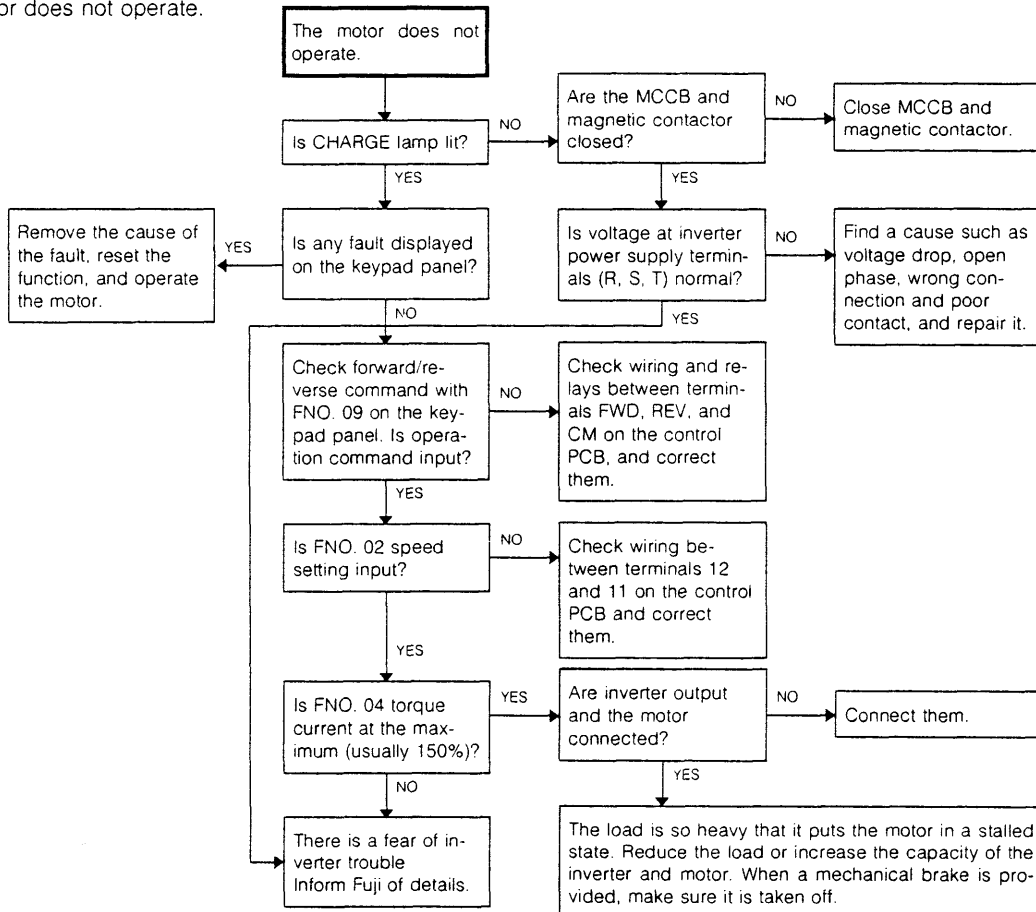 or does not operate.
The motor does not
operate.
Is CHARGE lamp lit?
NO
Are the MCCB and
magnetic contactor
closed?
NO
Close MCCB and
magnetic contactor.
YES
YES
Remove the cause of
the fault, reset the
function, and operate
the motor.
YES
Is any fault displayed
on the keypad panel?
Is voltage at inverter
power supply termin-
als (R, S, T) normal?
NO
Find a cause such as
voltage drop, open
phase, wrong con-
nection and poor
contact, and repair it.
NO
YES
Check forward/re-
verse command with
FNO. 09 on the key-
pad panel. Is opera-
tion command input?
NO
Check wiring and re-
lays between termin-
als FWD, REV, and
CM on the control
PCB, and correct
them.
YES
Is FNO. 02 speed
setting input?
NO
Check wiring be-
tween terminals 12
and 11 on the control
PCB and correct
them.
YES
Is FNO. 04 torque
current at the max-
imum (usually 150%)?
YES
Are inverter output
and the motor
connected?
NO
Connect them.
NO
YES
There is a fear of in-
verter trouble
Inform Fuji of details.
The load is so heavy that it puts the motor in a stalled
state. Reduce the load or increase the capacity of the
inverter and motor. When a mechanical brake is pro-
vided, make sure it is taken off.